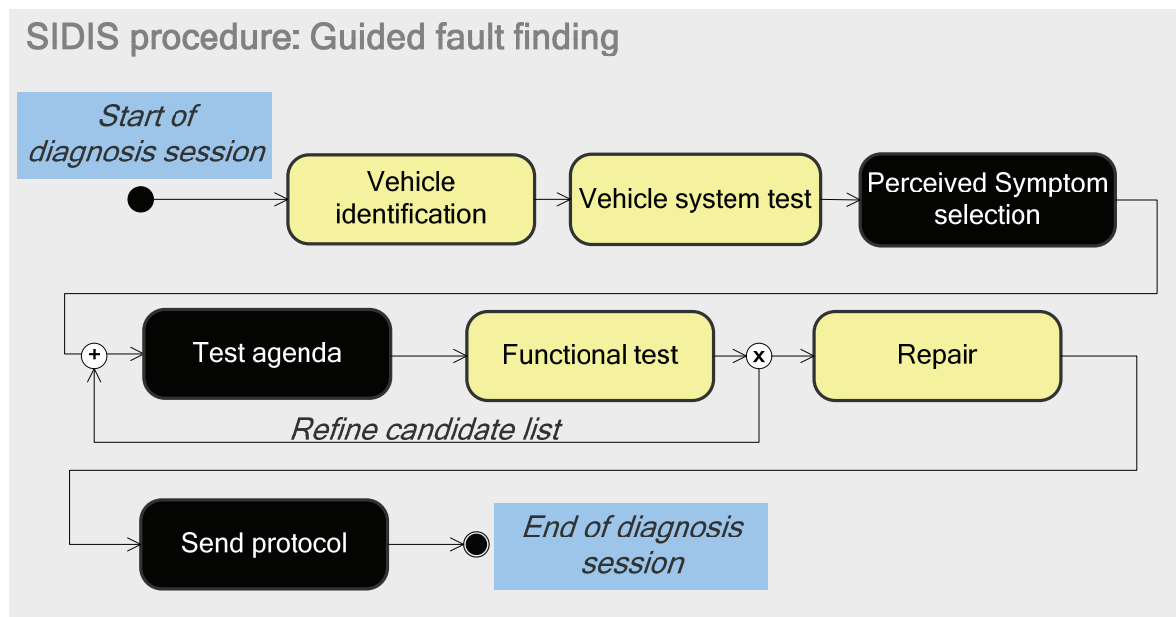 SIDIS procedure: Guided fault finding
Start of
diagnosis session
Vehicle
identification
Vehicle system test
Perceived Symptom
selection
+
Test agenda
Functional test
x
Repair
Refine candidate list
Send protocol
End of diagnosis
session